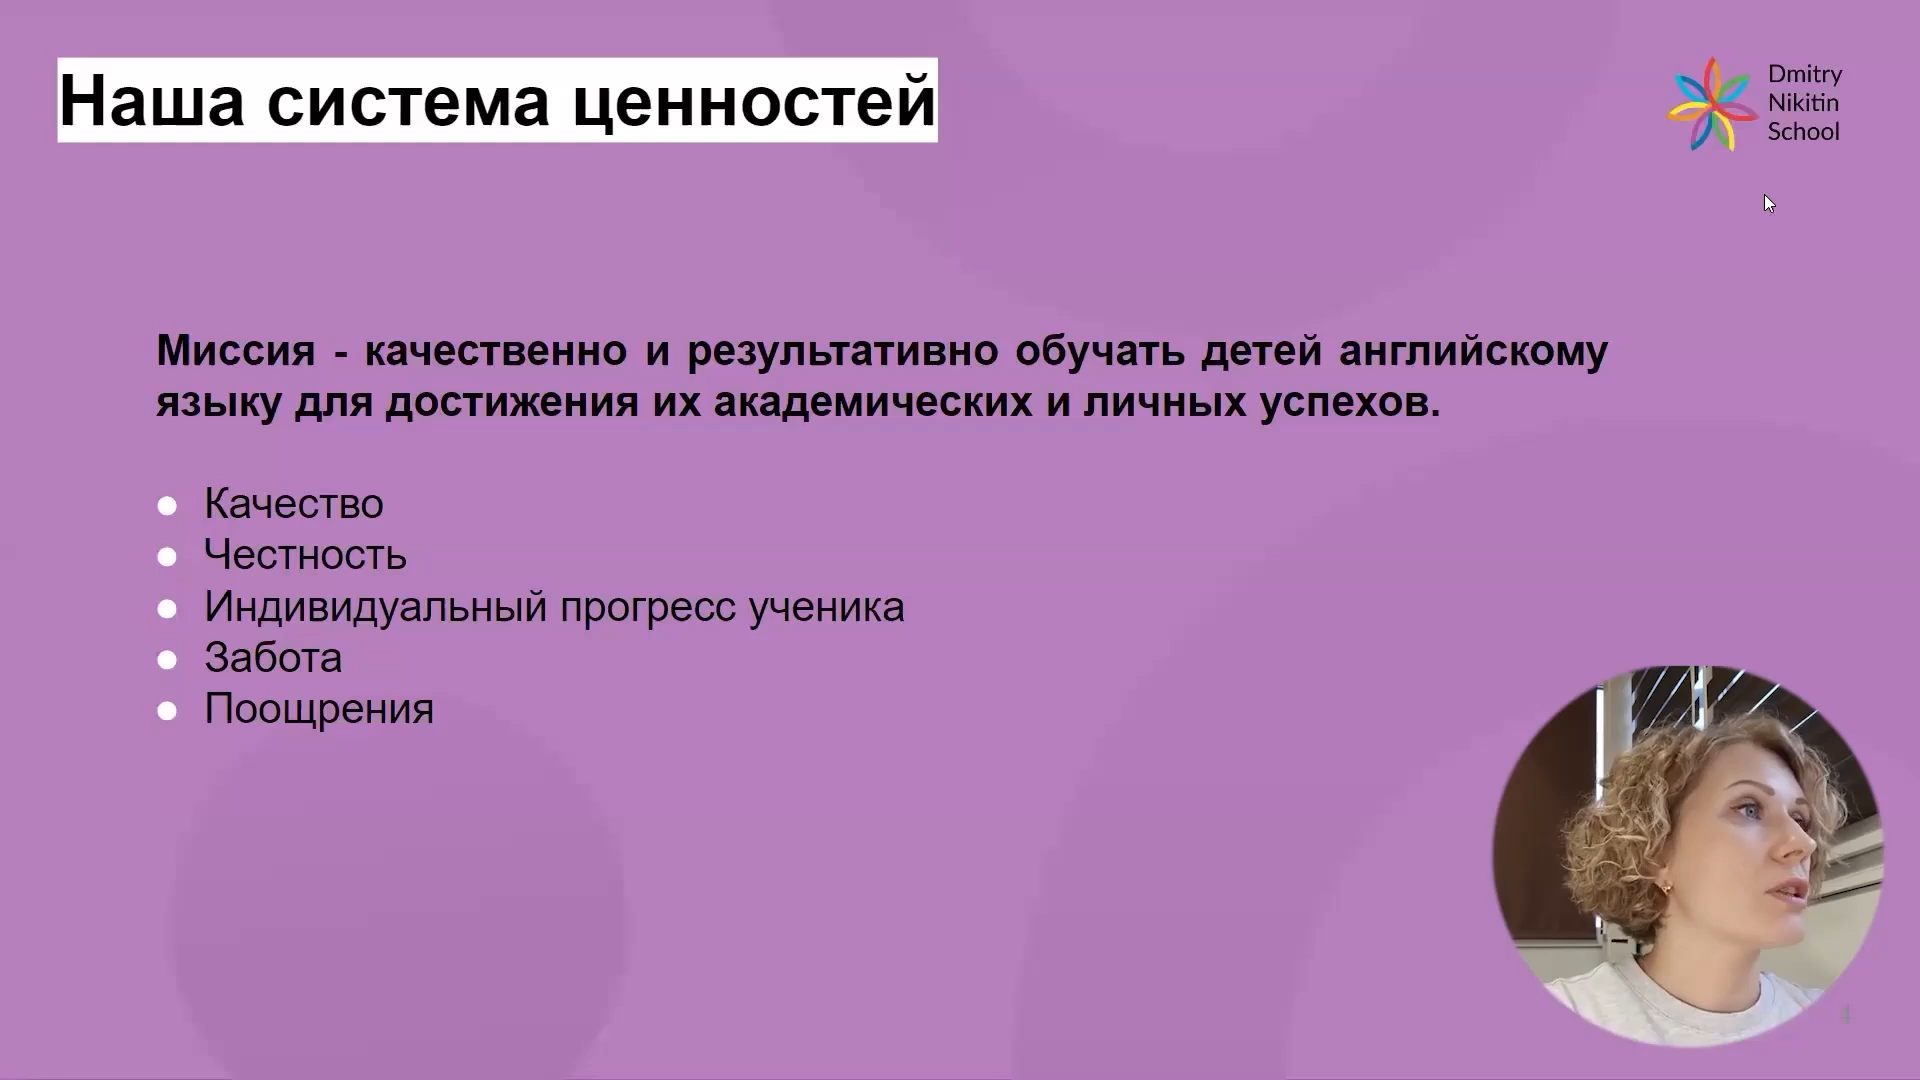 Наша система ценностей
Dmitry
Nikitin
School
Миссия - качественно и результативно обучать детей английскому
языку для достижения их академических и личных успехов.
● Качество
● Честность
● Индивидуальный прогресс ученика
● Забота
● Поощрения
4